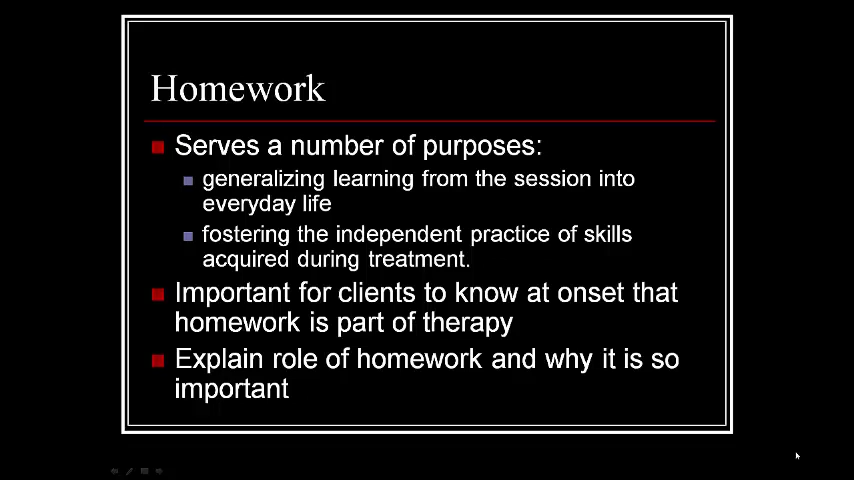 Homework
Serves a number of purposes:
generalizing learning from the session into
everyday life
fostering the independent practice of skills
acquired during treatment.
Important for clients to know at onset that
homework is part of therapy
Explain role of homework and why it is so
important